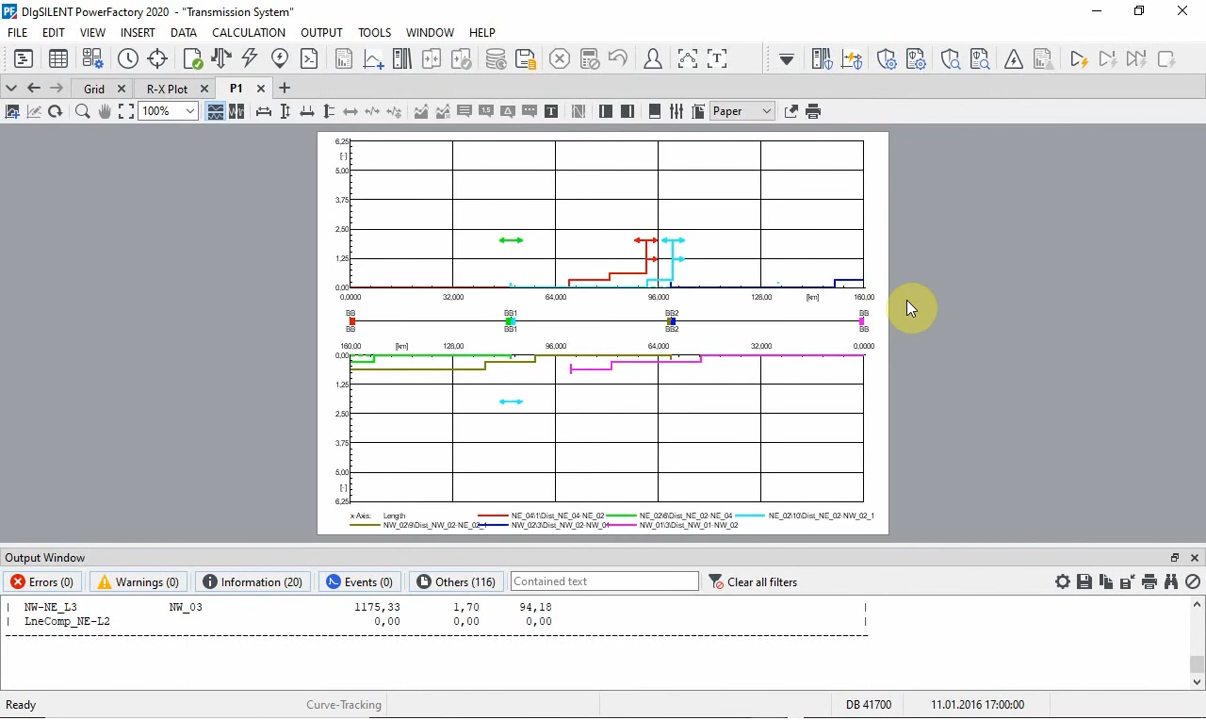 DIgSILENT PowerFactory 2020 - "Transmission System"
FILE EDIT VIEW INSERT DATA CALCULATION OUTPUT TOOLS WINDOW HELP
Grid R-X Plot P1
100% Paper
6,25
[-]
5,00
3,75
2,50
1,25
0,00
0,0000 32,000 64,000 96,000 128,00 [km] 160,00
BB BB1 BB2 BB
BB BB1 BB2 BB
160,00 [km] 128,00 96,000 64,000 32,000 0,0000
0,00
1,25
2,50
3,75
5,00
[-]
6,25
x Axis: Length NE_04\1\Dist_NE_04-NE_02 NE_02\6\Dist_NE_02-NE_04 NE_02\10\Dist_NE_02-NW_02_1
NW_02\9\Dist_NW_02-NE_02_1 NW_02\3\Dist_NW_02-NW_01 NW_01\3\Dist_NW_01-NW_02
Output Window
Errors (0) Warnings (0) Information (20) Events (0) Others (116) Contained text Clear all filters
| NW-NE_L3 NW_03 1175,33 1,70 94,18 |
| LneComp_NE-L2 0,00 0,00 0,00 |
Ready Curve-Tracking DB 41700 11.01.2016 17:00:00